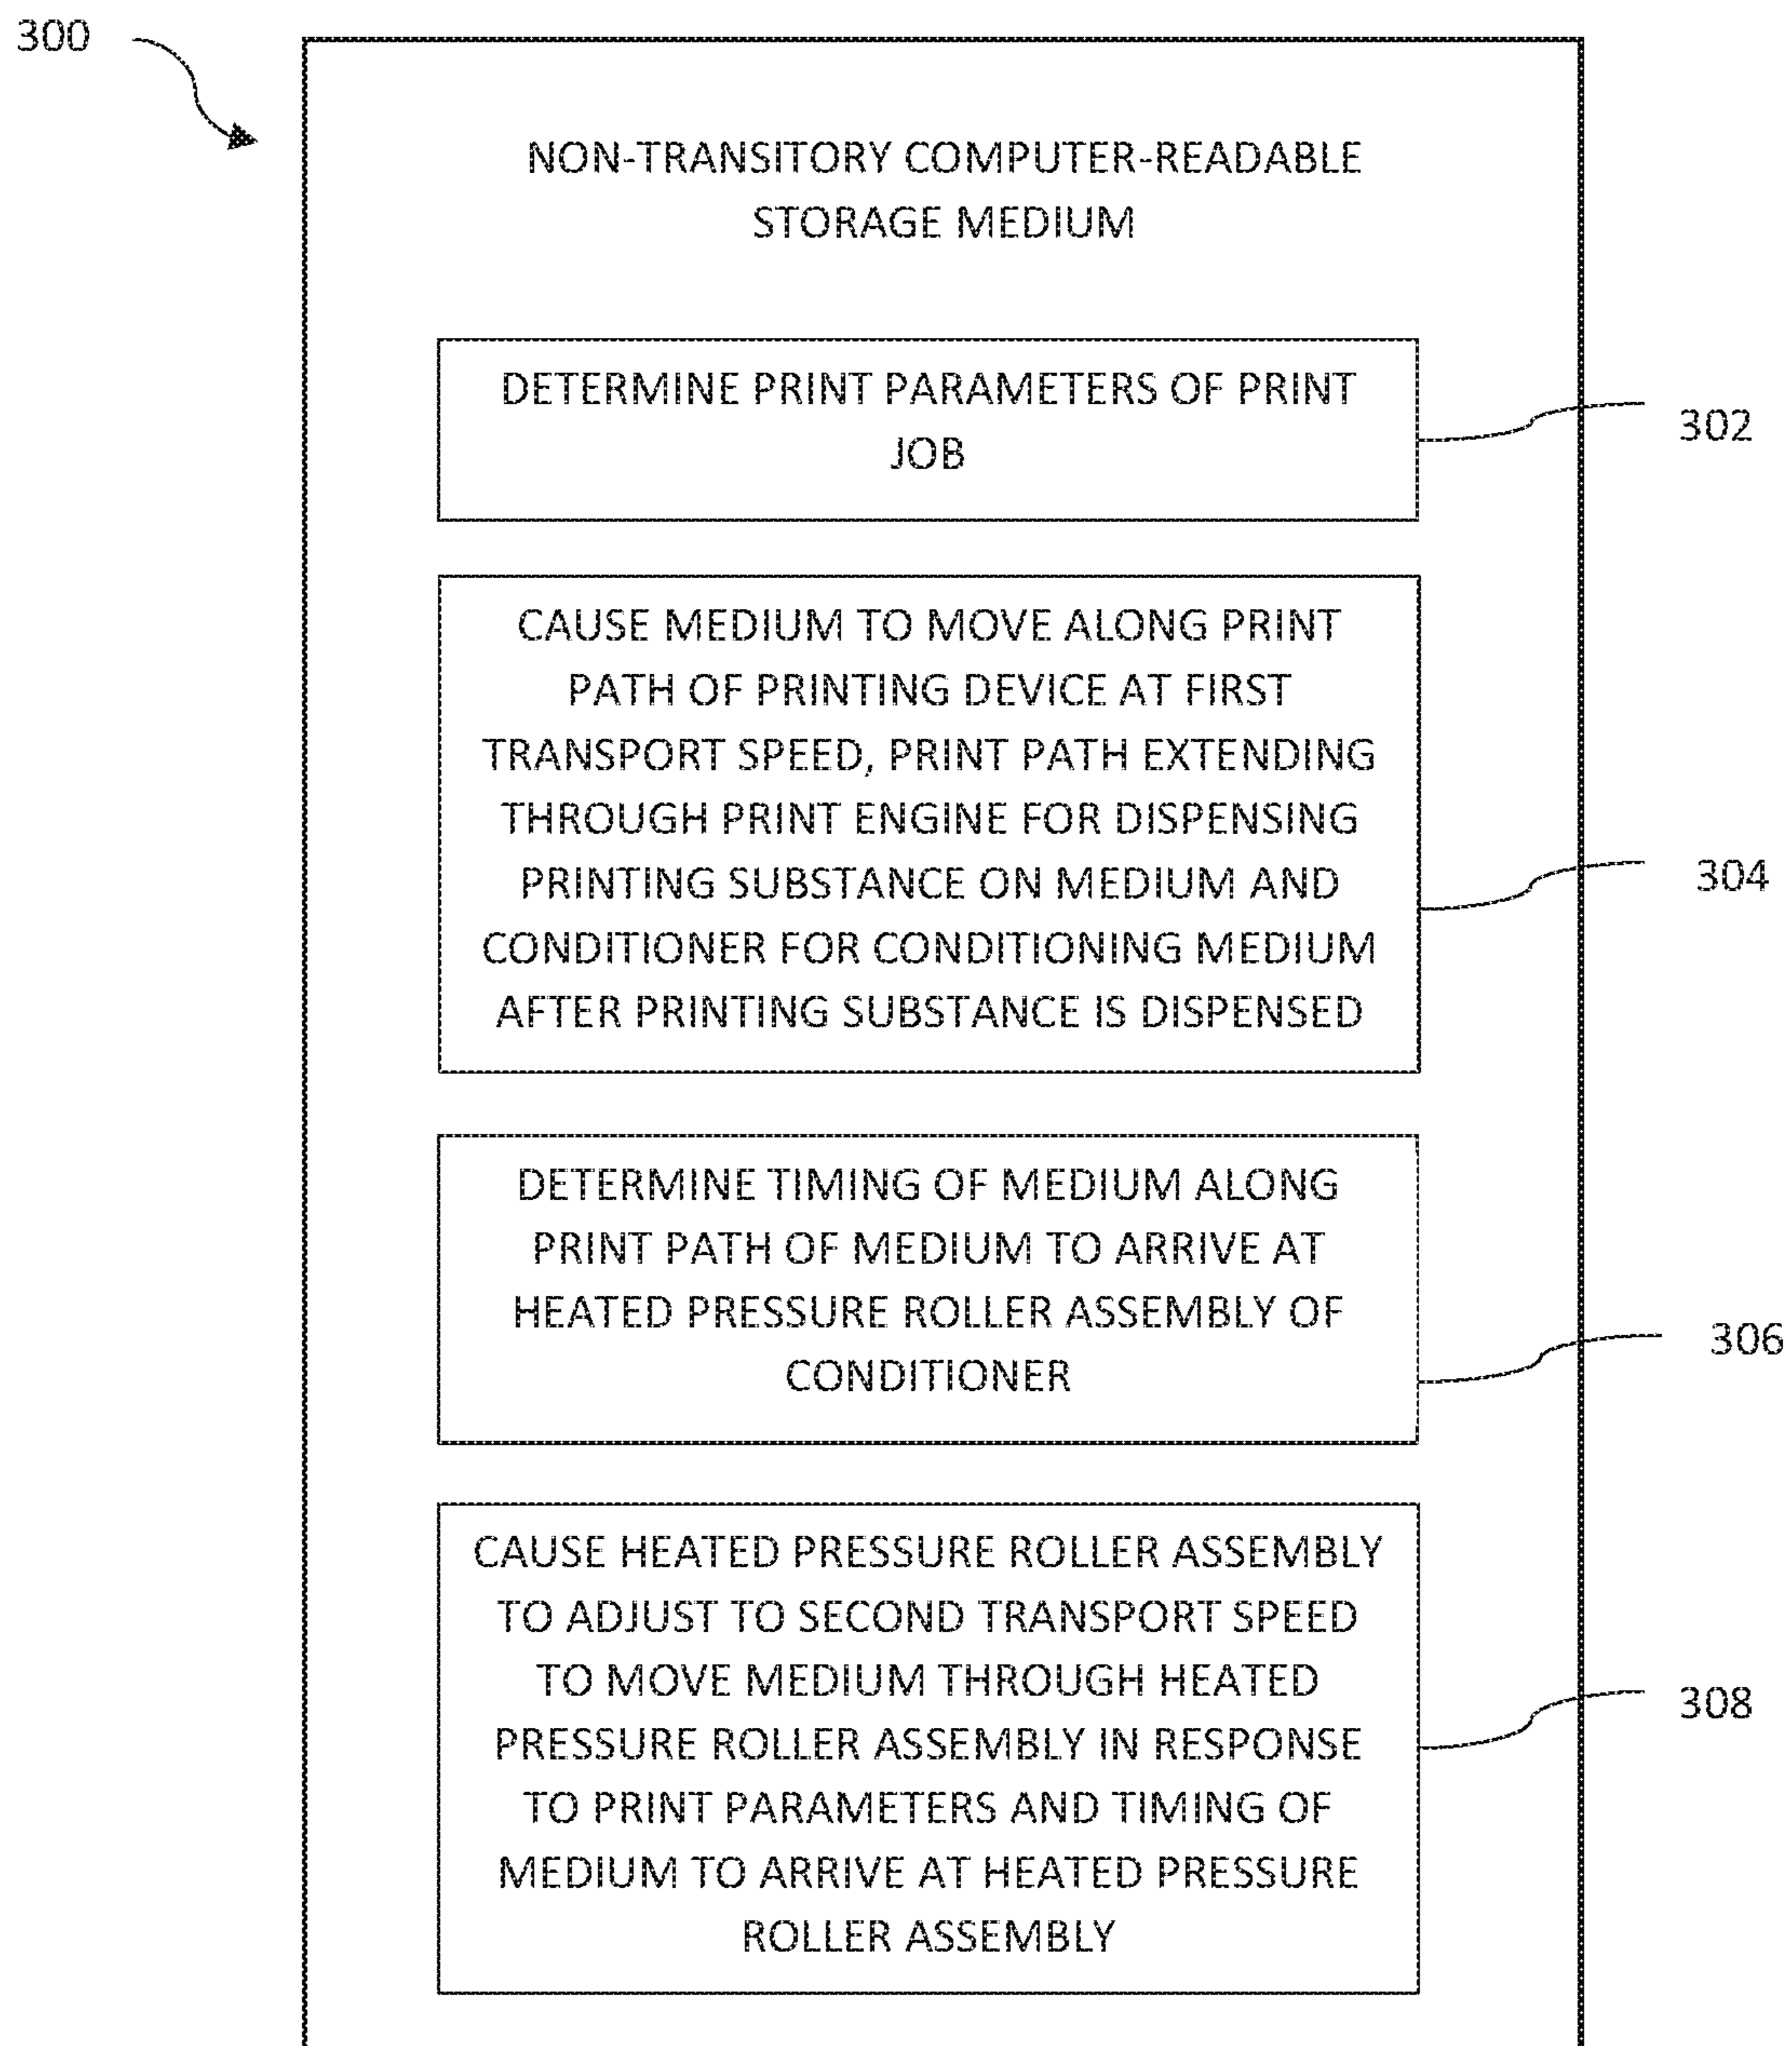 300
NON-TRANSITORY COMPUTER-READABLE
STORAGE MEDIUM
DETERMINE PRINT PARAMETERS OF PRINT
JOB
302
CAUSE MEDIUM TO MOVE ALONG PRINT
PATH OF PRINTING DEVICE AT FIRST
TRANSPORT SPEED, PRINT PATH EXTENDING
THROUGH PRINT ENGINE FOR DISPENSING
PRINTING SUBSTANCE ON MEDIUM AND
CONDITIONER FOR CONDITIONING MEDIUM
AFTER PRINTING SUBSTANCE IS DISPENSED
304
DETERMINE TIMING OF MEDIUM ALONG
PRINT PATH OF MEDIUM TO ARRIVE AT
HEATED PRESSURE ROLLER ASSEMBLY OF
CONDITIONER
306
CAUSE HEATED PRESSURE ROLLER ASSEMBLY
TO ADJUST TO SECOND TRANSPORT SPEED
TO MOVE MEDIUM THROUGH HEATED
PRESSURE ROLLER ASSEMBLY IN RESPONSE
TO PRINT PARAMETERS AND TIMING OF
MEDIUM TO ARRIVE AT HEATED PRESSURE
ROLLER ASSEMBLY
308